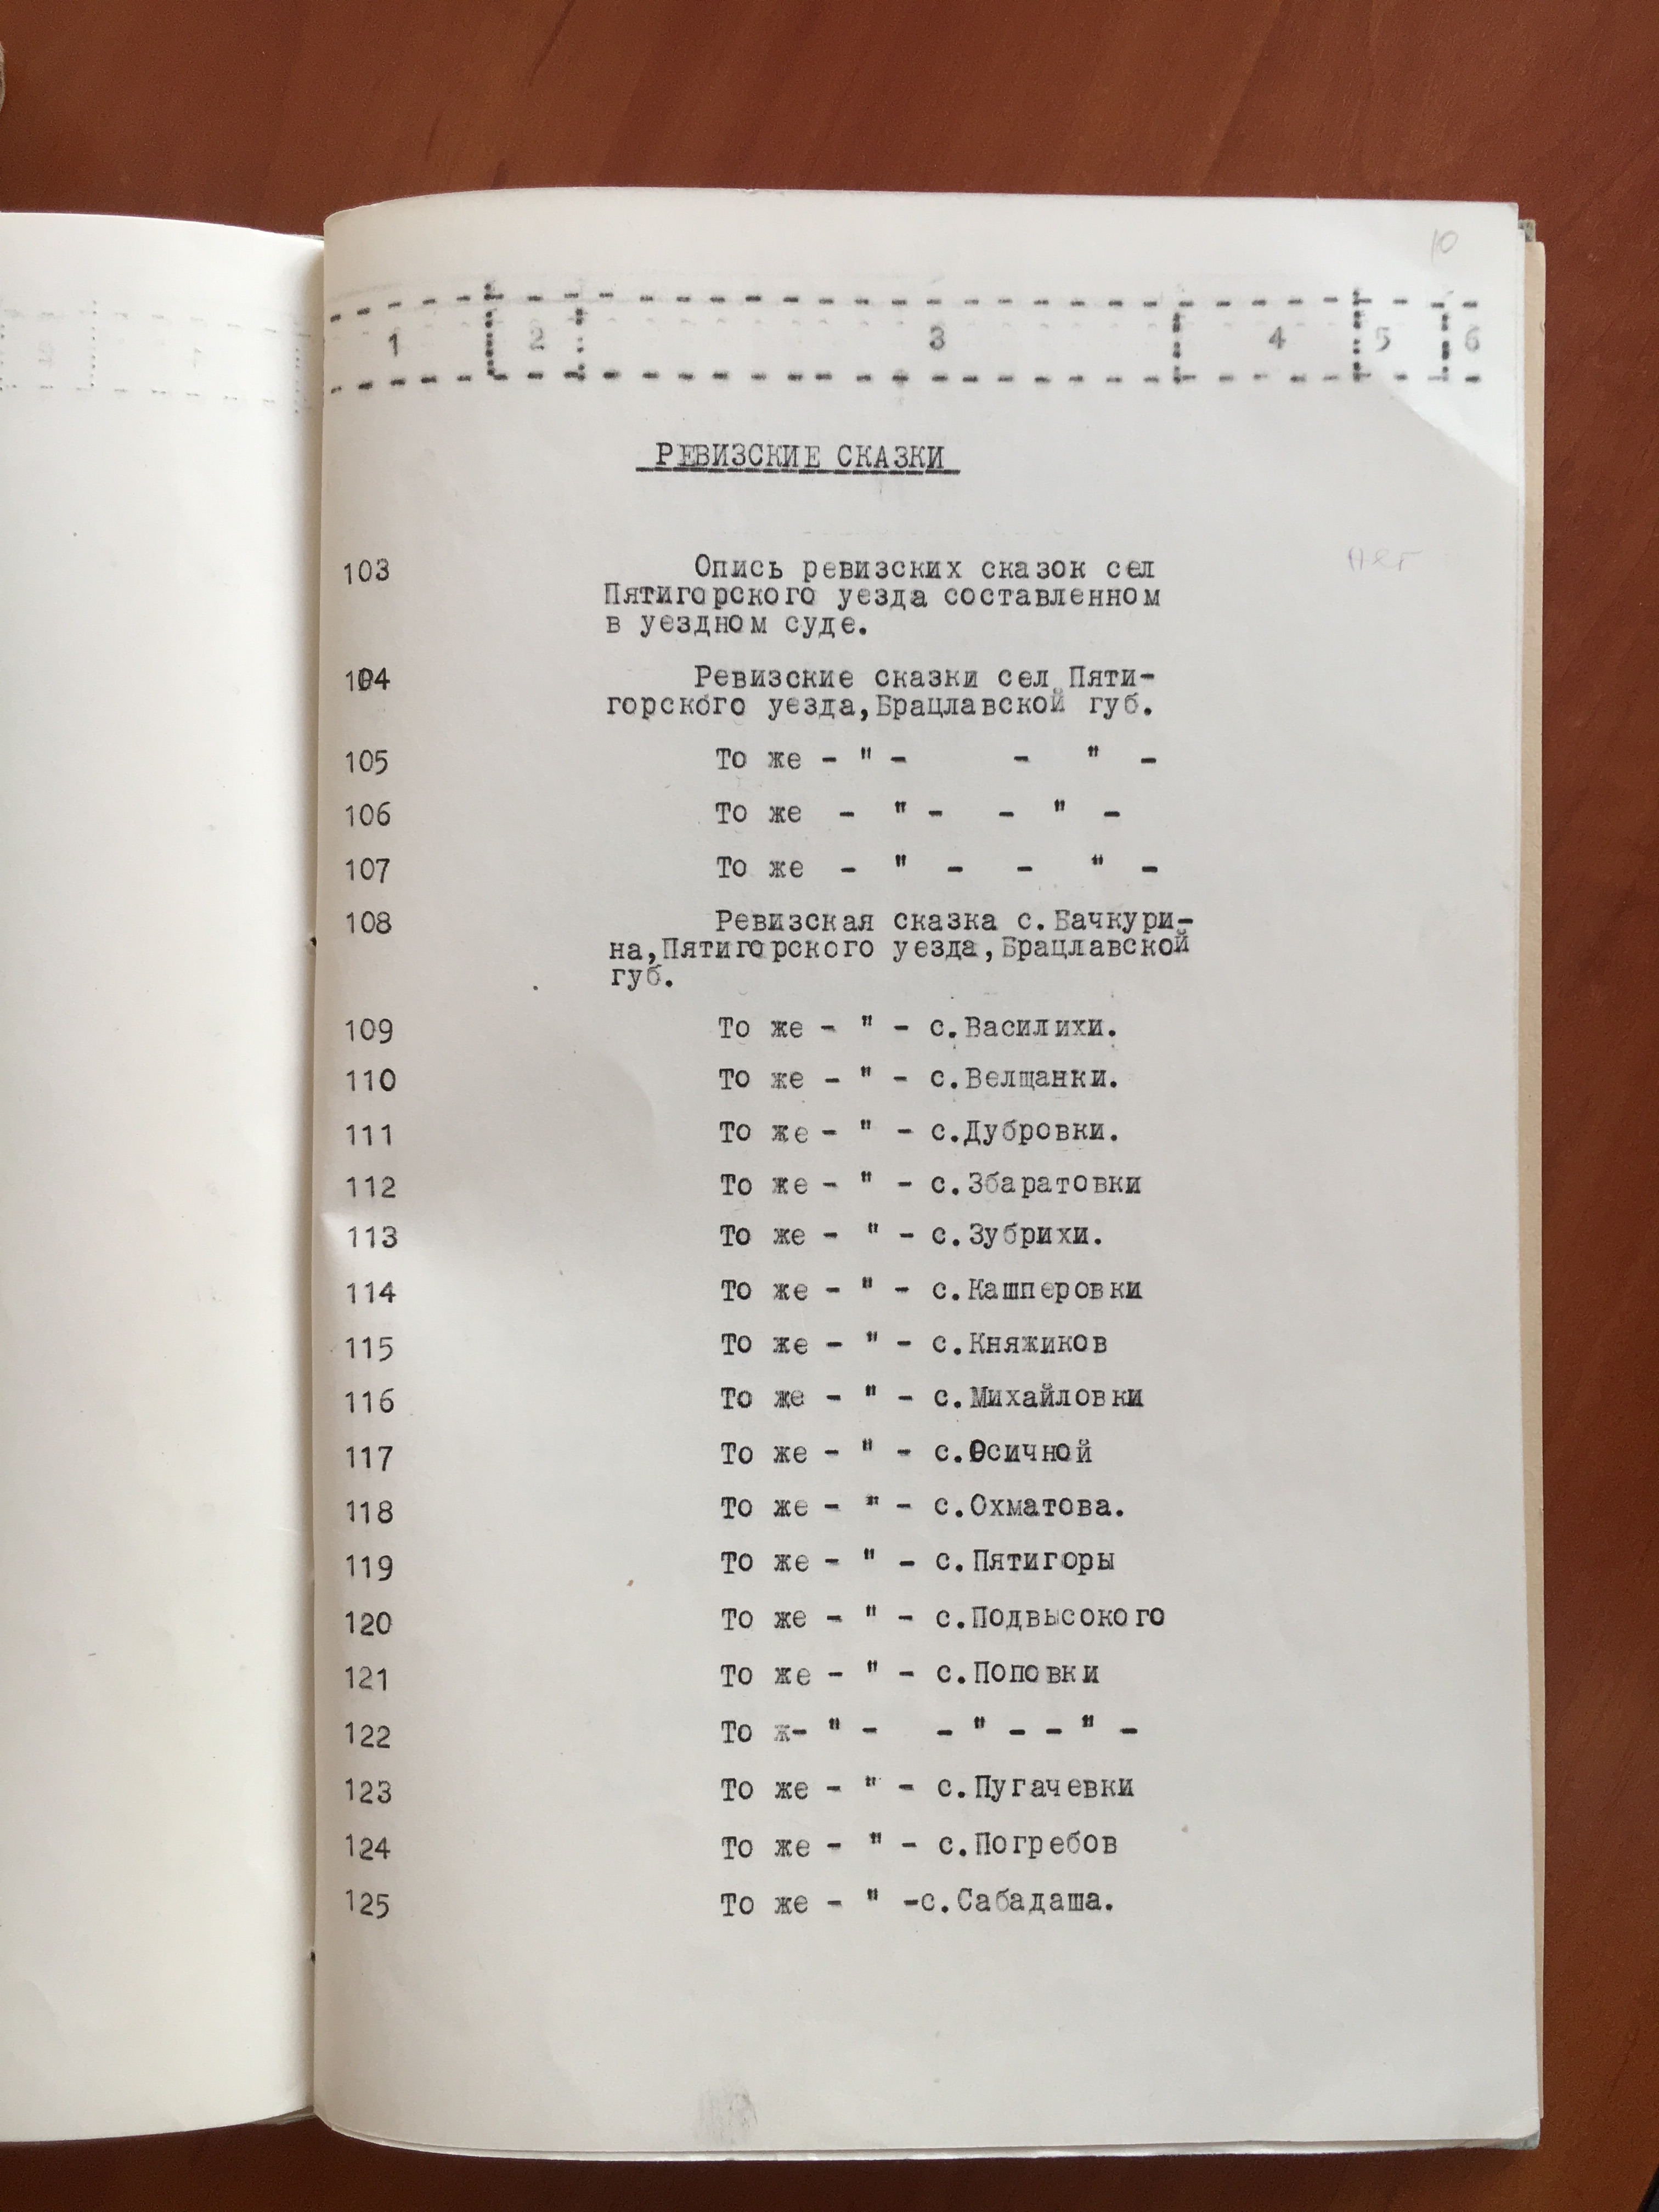 10
1 2 3 4 5 6
РЕВИЗСКИЕ СКАЗКИ
103 Опись ревизских сказок сел нет
Пятигорского уезда составленном
в уездном суде.
104 Ревизские сказки сел Пяти-
горского уезда,Брацлавской губ.
105 То же - " - - " -
106 То же - " - - " -
107 То же - " - - " -
108 Ревизская сказка с.Бачкури-
на,Пятигорского уезда,Брацлавской
губ.
109 То же - " - с.Василихи.
110 То же - " - с.Велщанки.
111 То же - " - с.Дубровки.
112 То же - " - с.Збаратовки
113 То же - " - с.Зубрихи.
114 То же - " - с.Кашперовки
115 То же - " - с.Княжиков
116 То же - " - с.Михайловки
117 То же - " - с.Осичной
118 То же - " - с.Охматова.
119 То же - " - с.Пятигоры
120 То же - " - с.Подвысокого
121 То же - " - с.Поповки
122 То ж- " - - " - - " -
123 То же - " - с.Пугачевки
124 То же - " - с.Погребов
125 То же - " -с.Сабадаша.